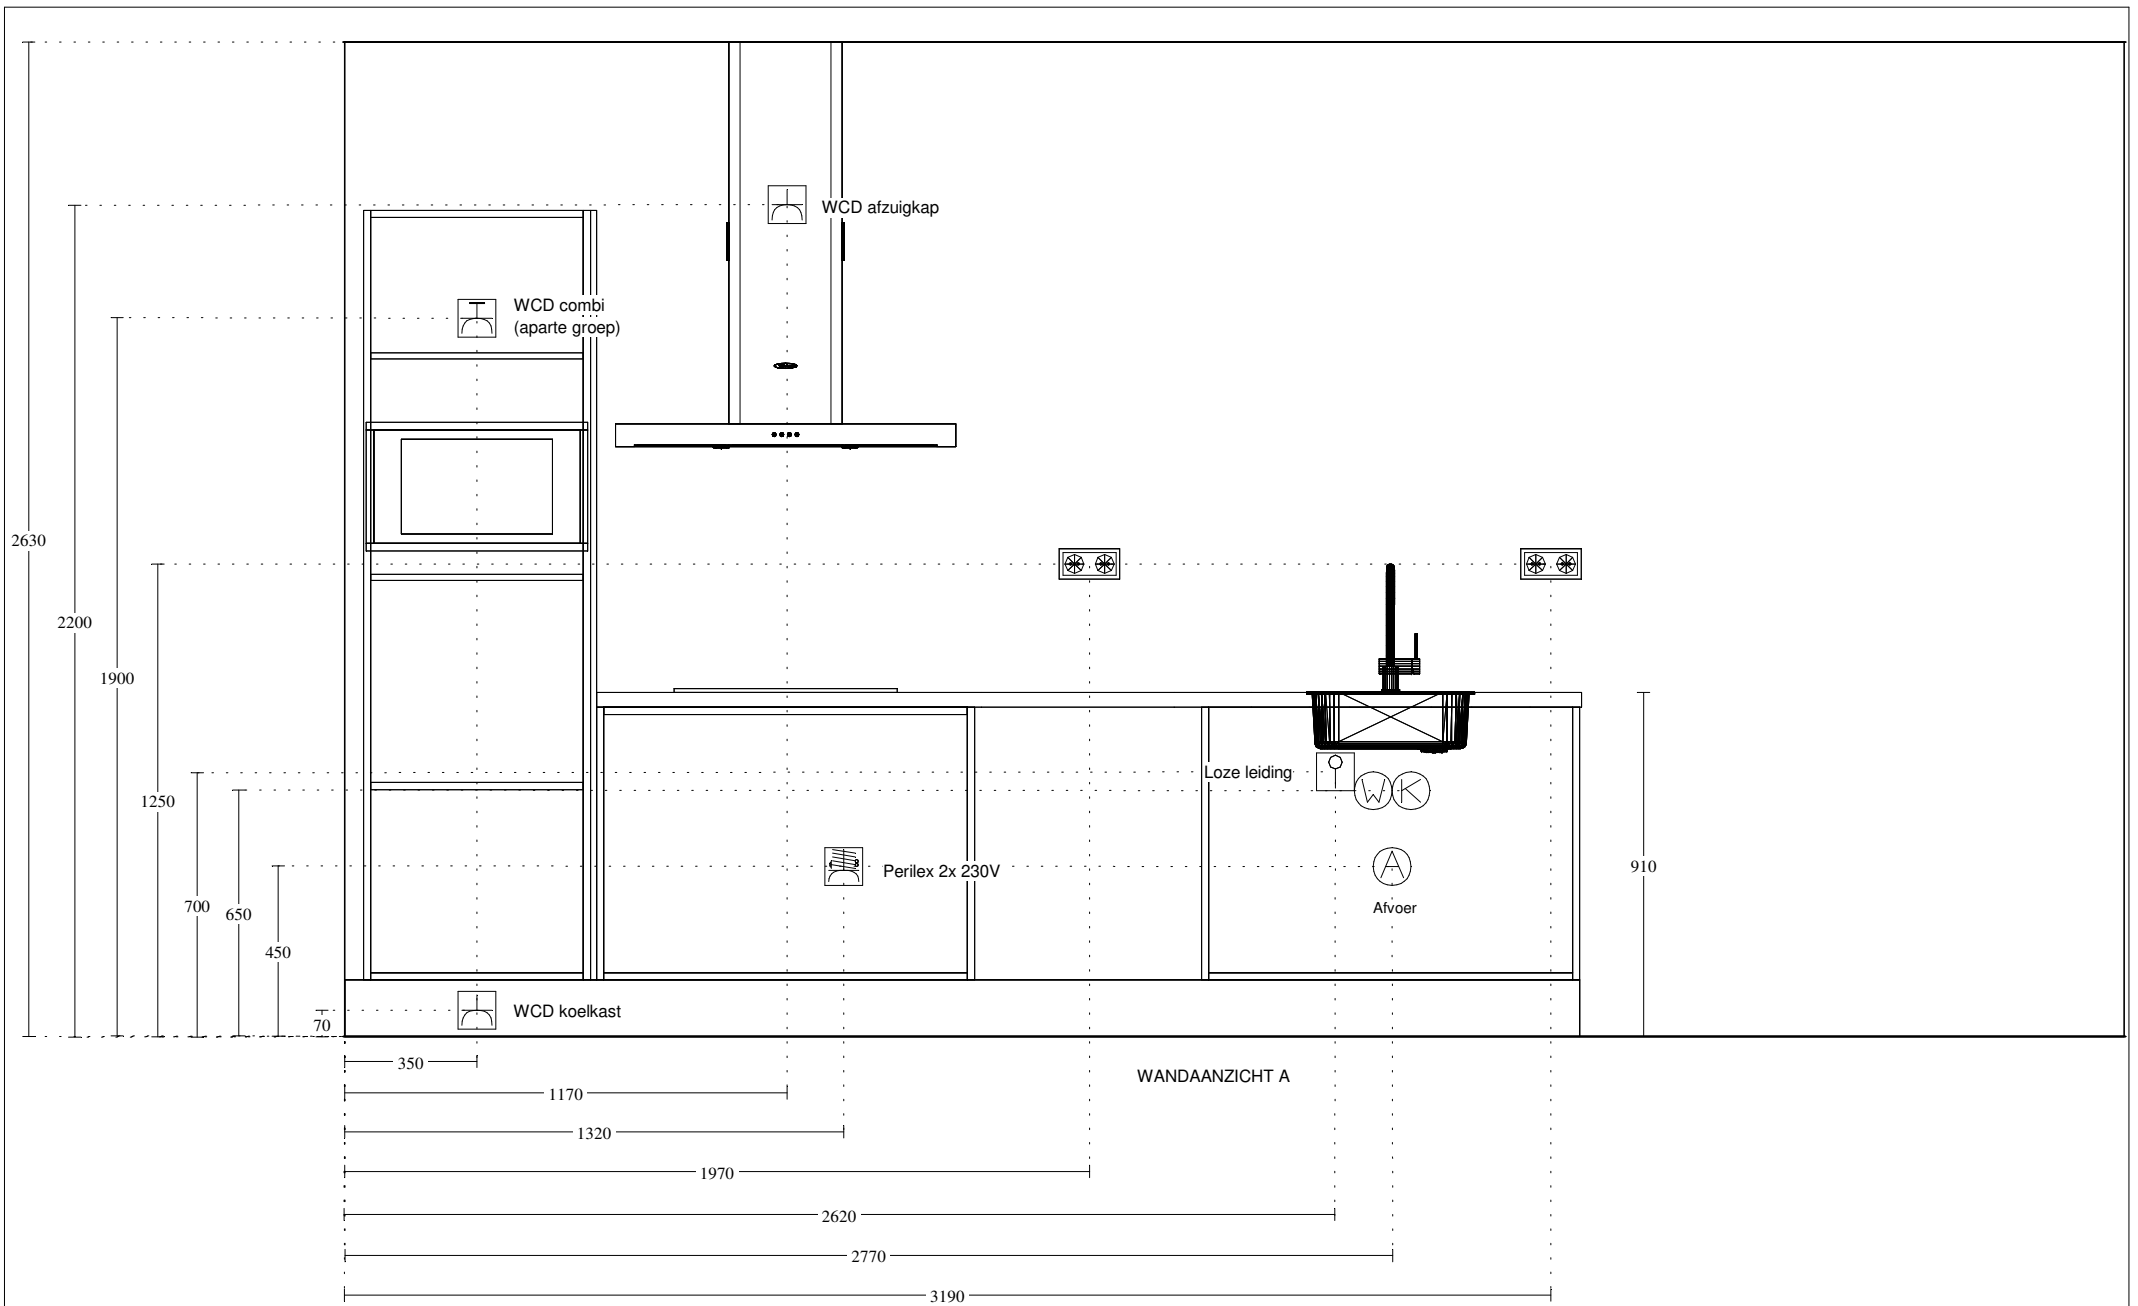 WCD afzuigkap
WCD combi
(aparte groep)
2630
2200
1900
1250
700
650
450
70
Loze leiding
W
K
Perilex 2x 230V
A
Afvoer
910
WCD koelkast
350
WANDAANZICHT A
1170
1320
1970
2620
2770
3190